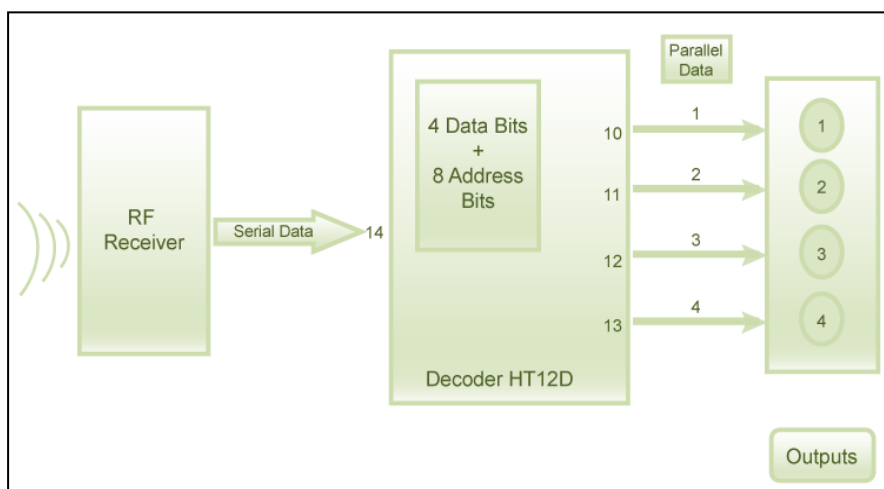 Parallel
Data
4 Data Bits
+
8 Address
Bits
RF
Receiver
Serial Data
14
10
11
12
13
1
2
3
4
1
2
3
4
Decoder HT12D
Outputs